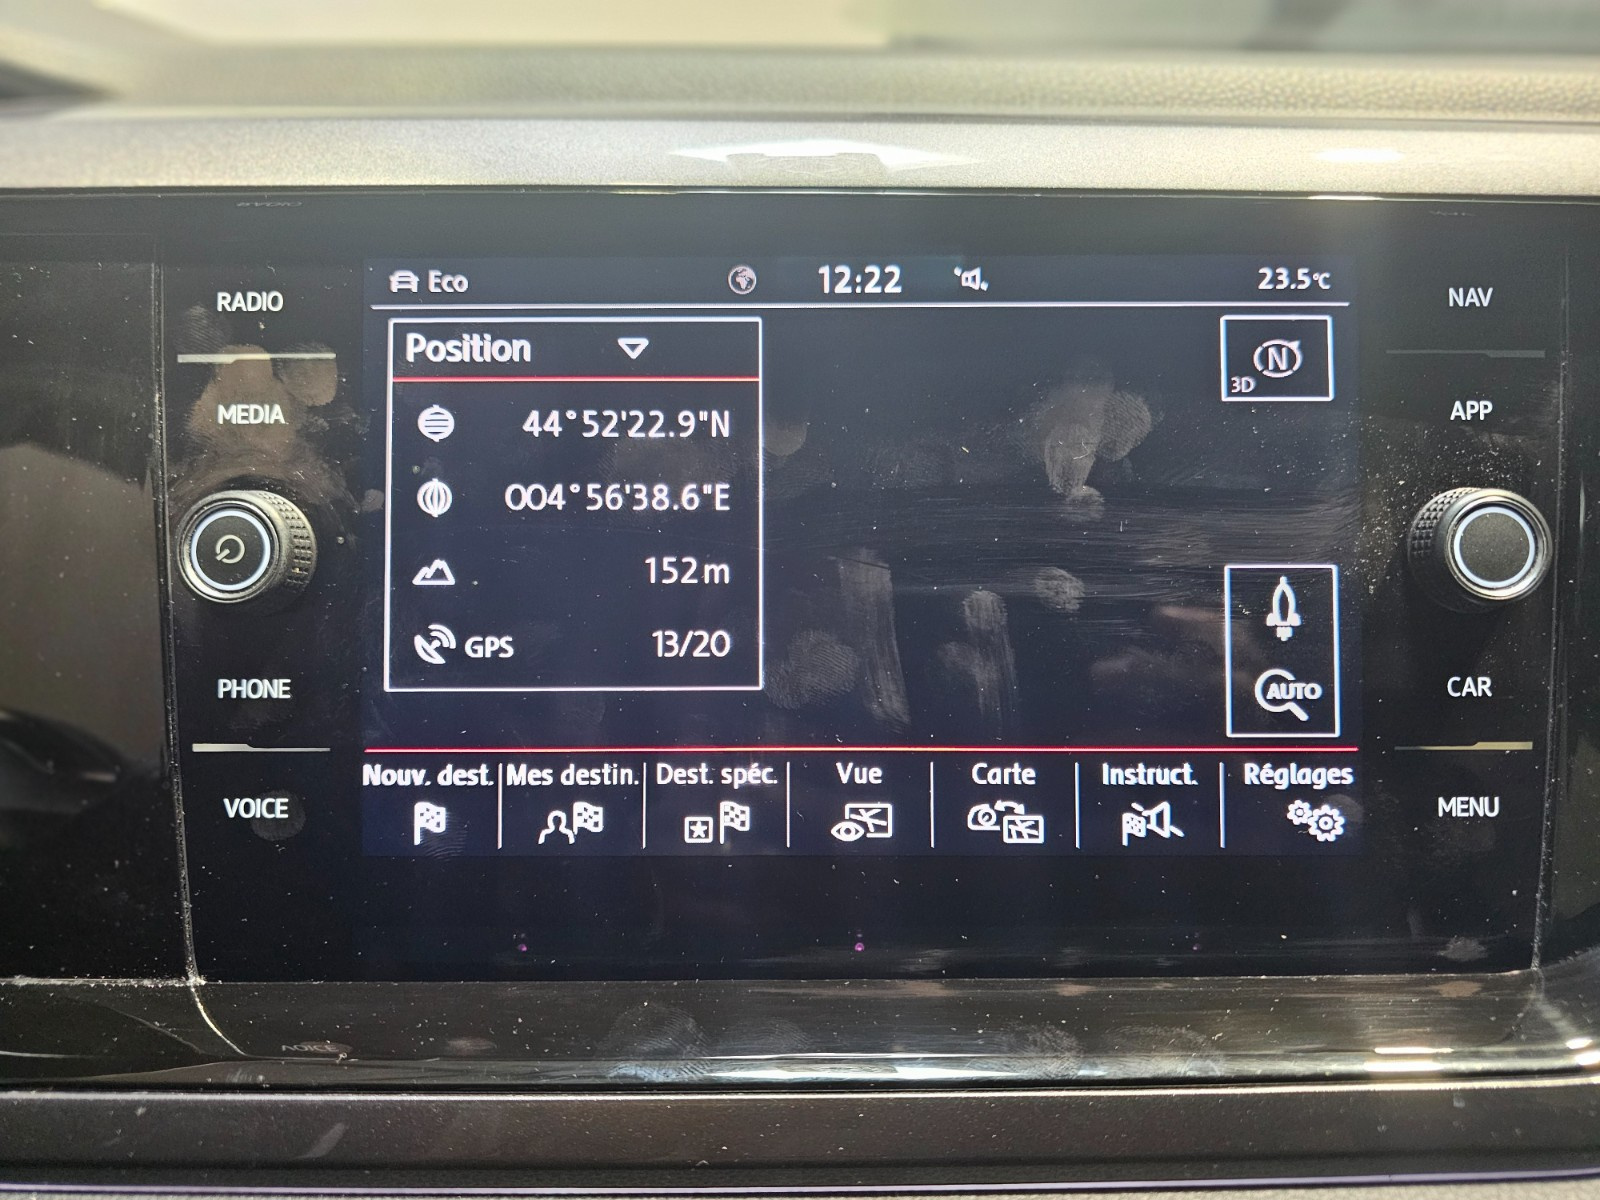 RADIO
MEDIA
PHONE
VOICE
Eco
12:22
23.5°C
Position
44°52'22.9"N
004°56'38.6"E
152m
GPS 13/20
N
3D
AUTO
Nouv. dest. Mes destin. Dest. spéc. Vue Carte Instruct. Réglages
NAV
APP
CAR
MENU